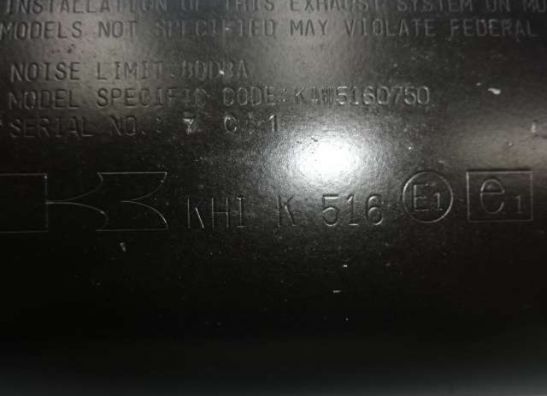 INSTALLATION OF THIS EXHAUST SYSTEM ON MO
MODELS NOT SPECIFIED MAY VIOLATE FEDERAL
NOISE LIMIT:80DBA
MODEL SPECIFIC CODE:KAW5160750
SERIAL NO.:
KHI K 516 E1 e1